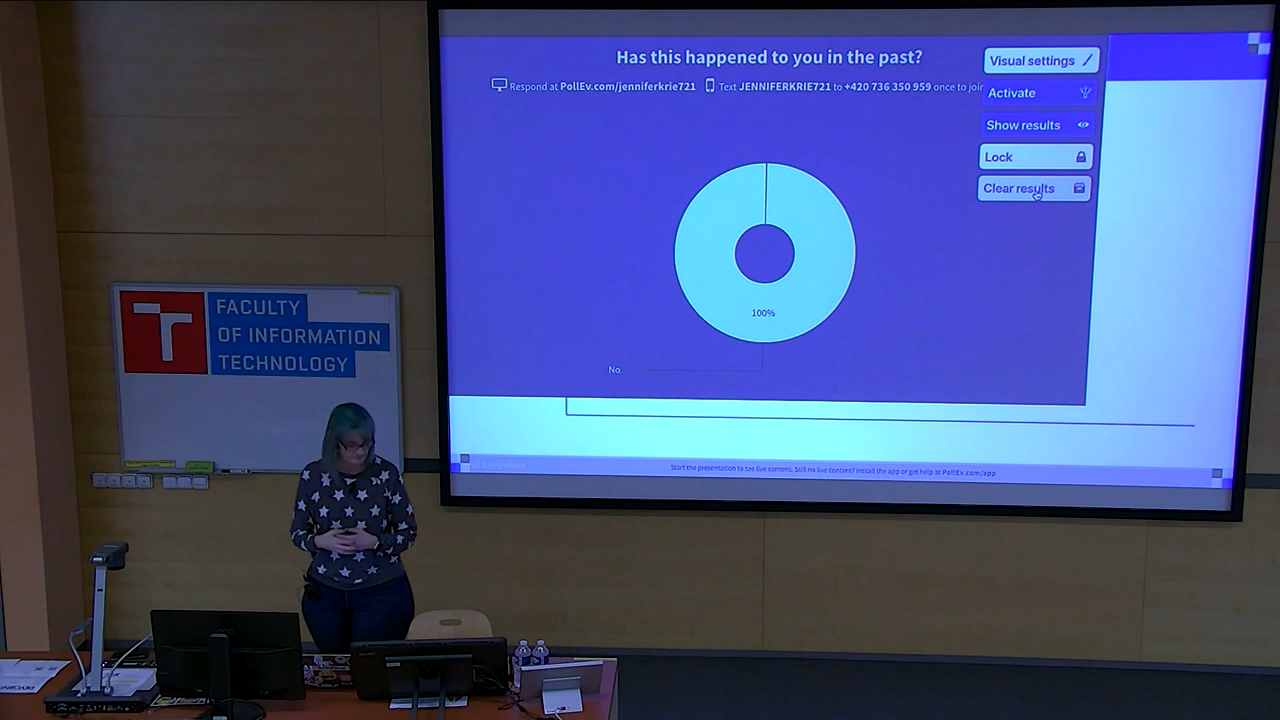 Has this happened to you in the past?
Respond at PollEv.com/jenniferkrie721 Text JENNIFERKRIE721 to +420 736 350 959 once to join
Visual settings
Activate
Show results
Lock
Clear results
100%
No
Start the presentation to see live content. Still no live content? Install the app or get help at PollEv.com/app
FACULTY
OF INFORMATION
TECHNOLOGY